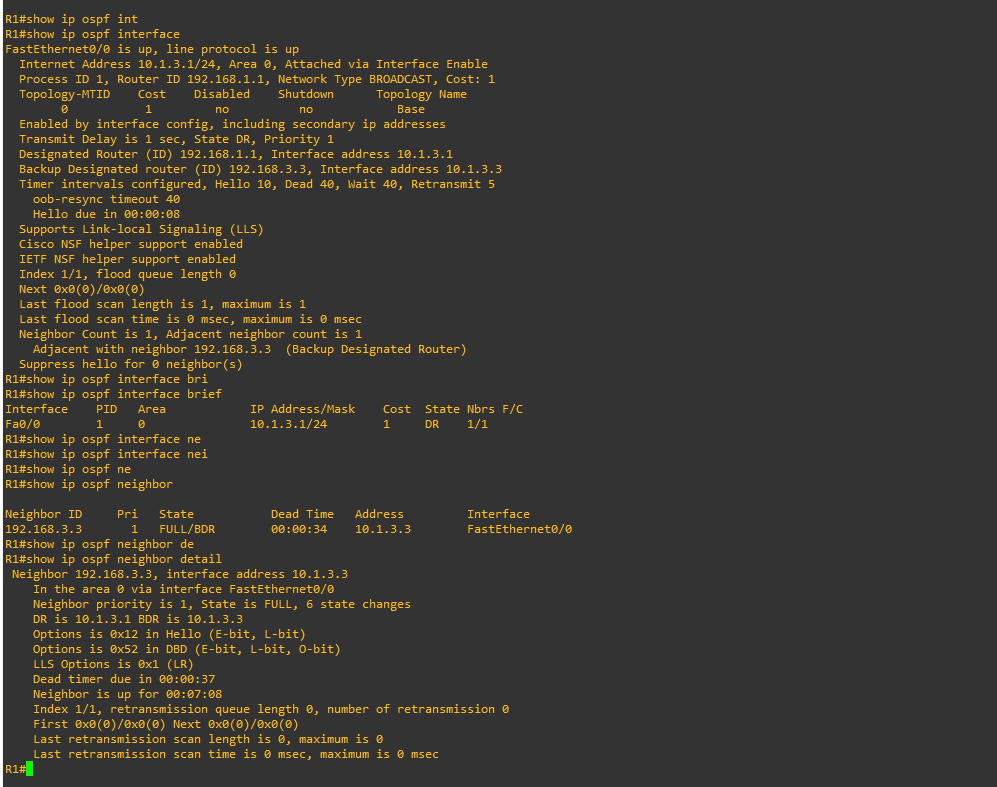 R1#show ip ospf int
R1#show ip ospf interface
FastEthernet0/0 is up, line protocol is up
  Internet Address 10.1.3.1/24, Area 0, Attached via Interface Enable
  Process ID 1, Router ID 192.168.1.1, Network Type BROADCAST, Cost: 1
  Topology-MTID    Cost    Disabled    Shutdown      Topology Name
        0           1         no          no            Base
  Enabled by interface config, including secondary ip addresses
  Transmit Delay is 1 sec, State DR, Priority 1
  Designated Router (ID) 192.168.1.1, Interface address 10.1.3.1
  Backup Designated router (ID) 192.168.3.3, Interface address 10.1.3.3
  Timer intervals configured, Hello 10, Dead 40, Wait 40, Retransmit 5
    oob-resync timeout 40
    Hello due in 00:00:08
  Supports Link-local Signaling (LLS)
  Cisco NSF helper support enabled
  IETF NSF helper support enabled
  Index 1/1, flood queue length 0
  Next 0x0(0)/0x0(0)
  Last flood scan length is 1, maximum is 1
  Last flood scan time is 0 msec, maximum is 0 msec
  Neighbor Count is 1, Adjacent neighbor count is 1
    Adjacent with neighbor 192.168.3.3  (Backup Designated Router)
  Suppress hello for 0 neighbor(s)
R1#show ip ospf interface bri
R1#show ip ospf interface brief
Interface    PID   Area            IP Address/Mask    Cost  State Nbrs F/C
Fa0/0        1     0               10.1.3.1/24        1     DR    1/1
R1#show ip ospf interface ne
R1#show ip ospf interface nei
R1#show ip ospf ne
R1#show ip ospf neighbor
Neighbor ID     Pri   State           Dead Time   Address         Interface
192.168.3.3       1   FULL/BDR        00:00:34    10.1.3.3        FastEthernet0/0
R1#show ip ospf neighbor de
R1#show ip ospf neighbor detail
 Neighbor 192.168.3.3, interface address 10.1.3.3
    In the area 0 via interface FastEthernet0/0
    Neighbor priority is 1, State is FULL, 6 state changes
    DR is 10.1.3.1 BDR is 10.1.3.3
    Options is 0x12 in Hello (E-bit, L-bit)
    Options is 0x52 in DBD (E-bit, L-bit, O-bit)
    LLS Options is 0x1 (LR)
    Dead timer due in 00:00:37
    Neighbor is up for 00:07:08
    Index 1/1, retransmission queue length 0, number of retransmission 0
    First 0x0(0)/0x0(0) Next 0x0(0)/0x0(0)
    Last retransmission scan length is 0, maximum is 0
    Last retransmission scan time is 0 msec, maximum is 0 msec
R1#